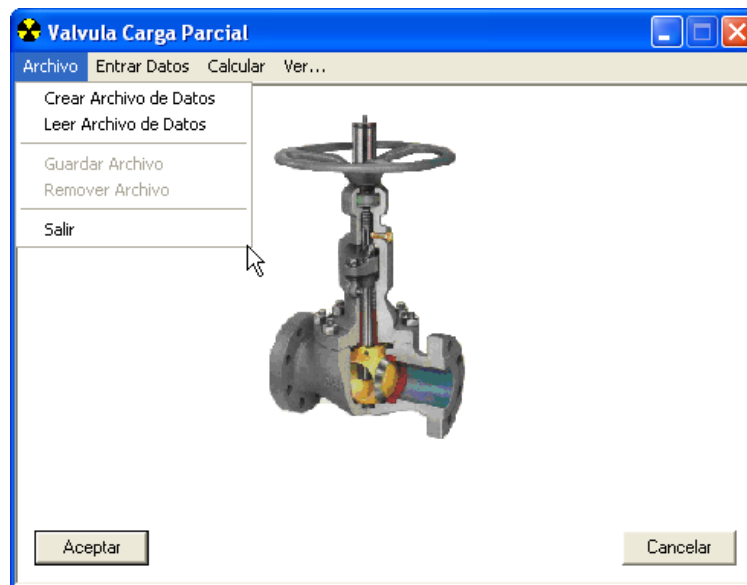 Valvula Carga Parcial
Archivo Entrar Datos Calcular Ver...
Crear Archivo de Datos
Leer Archivo de Datos
Guardar Archivo
Remover Archivo
Salir
Aceptar Cancelar